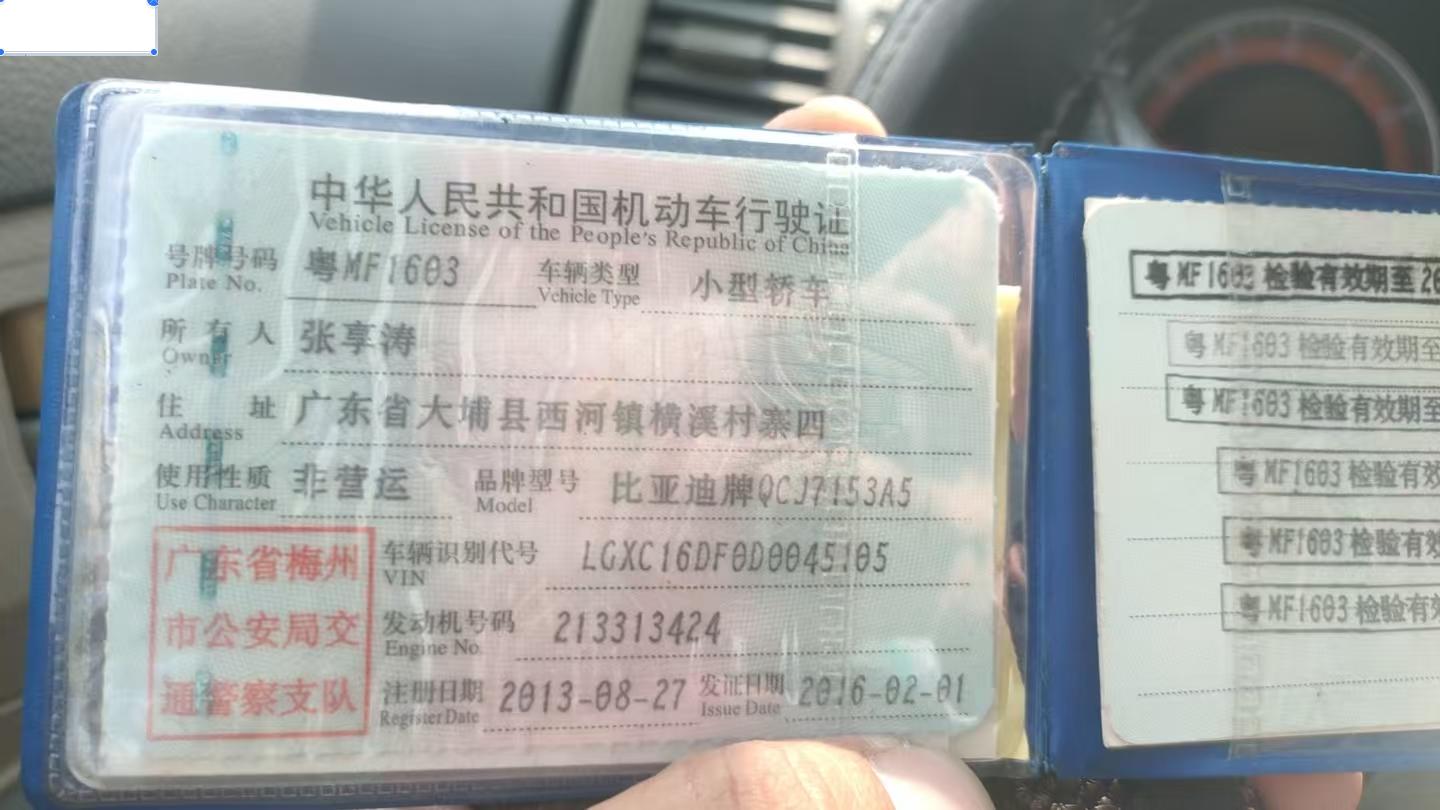 中华人民共和国机动车行驶证
Vehicle License of the People's Republic of China
号牌号码 粤MF1603 车辆类型 小型轿车
Plate No. Vehicle Type
所有人 张享涛
Owner
住址 广东省大埔县西河镇横溪村寨四
Address
使用性质 非营运 品牌型号 比亚迪牌QCJ7153A5
Use Character Model
车辆识别代号 LGXC16DF0D0045105
VIN
发动机号码 213313424
Engine No.
注册日期 2013-08-27 发证日期 2016-02-01
Register Date Issue Date
广东省梅州
市公安局交
通警察支队
粤MF1603 检验有效期至 26
粤MF1603 检验有效期至
粤MF1603 检验有效期至
粤MF1603 检验有效
粤MF1603 检验有效
粤MF1603 检验有效